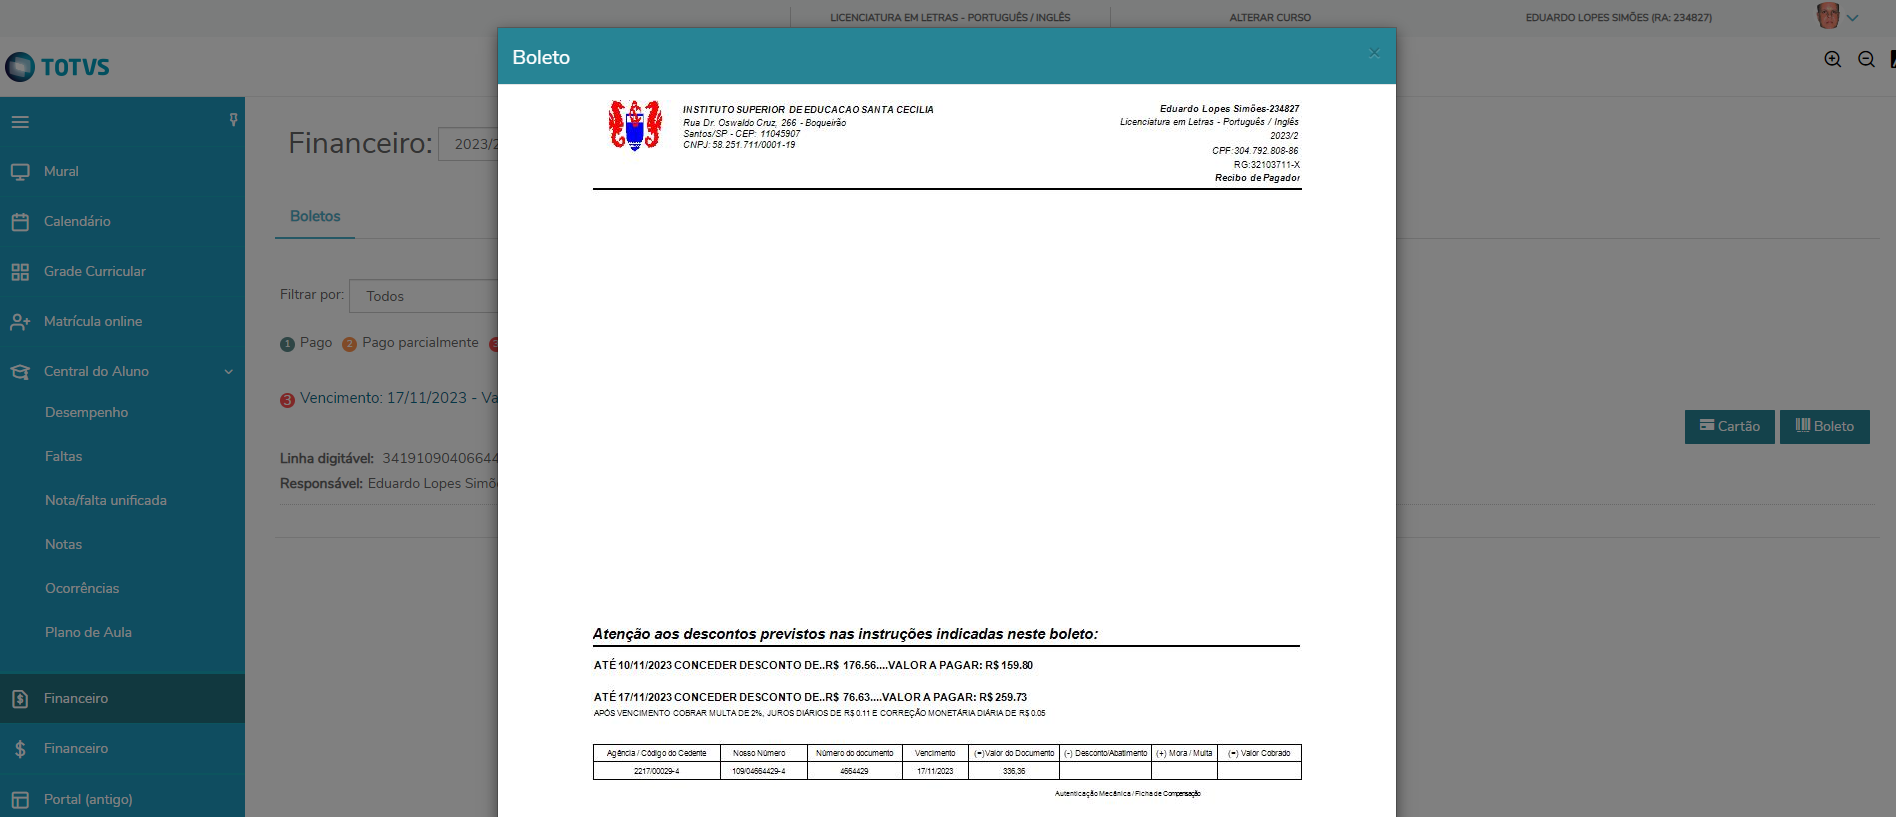 LICENCIATURA EM LETRAS - PORTUGUÊS / INGLÊS
ALTERAR CURSO
EDUARDO LOPES SIMÕES (RA: 234827)
TOTVS
Mural
Calendário
Grade Curricular
Matrícula online
Central do Aluno
Desempenho
Faltas
Nota/falta unificada
Notas
Ocorrências
Plano de Aula
Financeiro
Financeiro
Portal (antigo)
Financeiro: 2023/2
Boletos
Filtrar por: Todos
1 Pago 2 Pago parcialmente 3
3 Vencimento: 17/11/2023 - Va
Linha digitável: 34191090406644
Responsável: Eduardo Lopes Simõ
Cartão
Boleto
Boleto
×
INSTITUTO SUPERIOR DE EDUCACAO SANTA CECILIA
Rua Dr. Oswaldo Cruz, 266 - Boqueirão
Santos/SP - CEP: 11045907
CNPJ: 58.251.711/0001-19
Eduardo Lopes Simões-234827
Licenciatura em Letras - Português / Inglês
2023/2
CPF:304.792.808-86
RG:32103711-X
Recibo de Pagador
Atenção aos descontos previstos nas instruções indicadas neste boleto:
ATÉ 10/11/2023 CONCEDER DESCONTO DE..R$ 176.56....VALOR A PAGAR: R$ 159.80
ATÉ 17/11/2023 CONCEDER DESCONTO DE..R$ 76.63....VALOR A PAGAR: R$ 259.73
APÓS VENCIMENTO COBRAR MULTA DE 2%, JUROS DIÁRIOS DE R$ 0.11 E CORREÇÃO MONETÁRIA DIÁRIA DE R$ 0.05
Agência / Código do Cedente Nosso Número Número do documento Vencimento (=)Valor do Documento (-) Desconto/Abatimento (+) Mora / Multa (=) Valor Cobrado
2217/00029-4 109/04664429-4 4664429 17/11/2023 336,36
Autenticação Mecânica / Ficha de Compensação